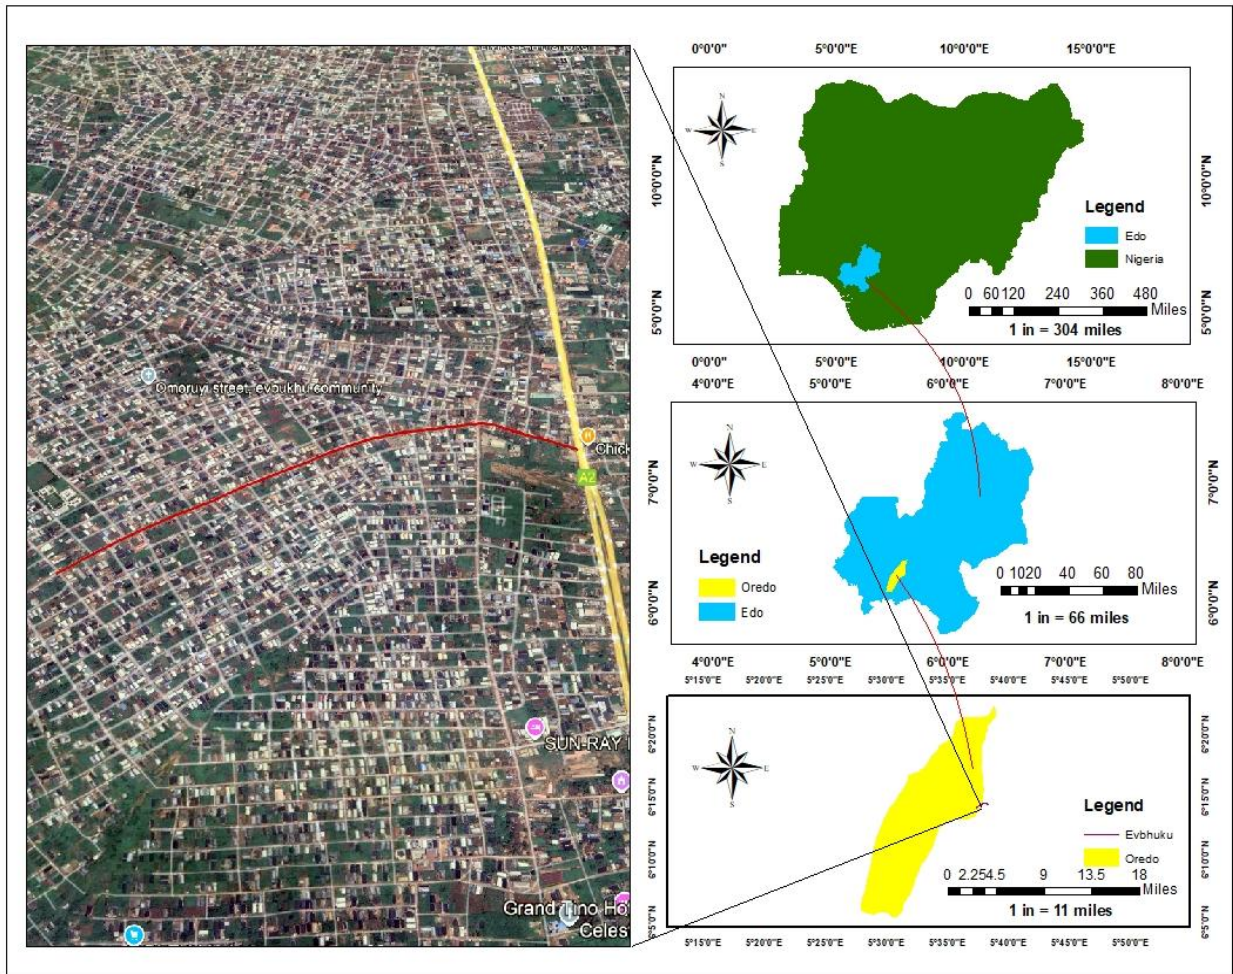 Omoruyi street, evbukhu community
Chick
A2
SUN-RAY
Grand Tino Ho
Celes
0°0'0" 5°0'0"E 10°0'0"E 15°0'0"E
N
W E
S
10°0'0"N
5°0'0"N
10°0'0"N
5°0'0"N
Legend
Edo
Nigeria
0 60 120 240 360 480
Miles
1 in = 304 miles
0°0'0" 5°0'0"E 10°0'0"E 15°0'0"E
4°0'0"E 5°0'0"E 6°0'0"E 7°0'0"E 8°0'0"E
N
W E
S
7°0'0"N
6°0'0"N
7°0'0"N
6°0'0"N
Legend
Oredo
Edo
0 1020 40 60 80
Miles
1 in = 66 miles
4°0'0"E 5°0'0"E 6°0'0"E 7°0'0"E 8°0'0"E
5°15'0"E 5°20'0"E 5°25'0"E 5°30'0"E 5°35'0"E 5°40'0"E 5°45'0"E 5°50'0"E
N
W E
S
6°20'0"N
6°15'0"N
6°10'0"N
6°5'0"N
6°20'0"N
6°15'0"N
6°10'0"N
6°5'0"N
Legend
Evbhuku
Oredo
0 2.254.5 9 13.5 18
Miles
1 in = 11 miles
5°15'0"E 5°20'0"E 5°25'0"E 5°30'0"E 5°35'0"E 5°40'0"E 5°45'0"E 5°50'0"E